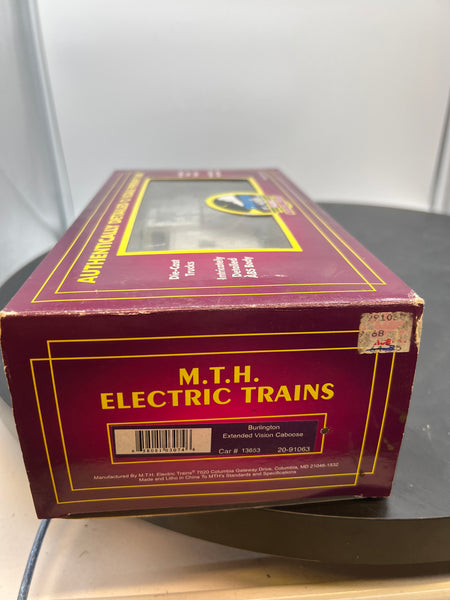 AUTHENTICALLY DETAILED
Die-Cast
Trucks
Intricately
Detailed
ABS Body
68
M.T.H.
ELECTRIC TRAINS
Burlington
Extended Vision Caboose
Car # 13653 20-91063
Manufactured By M.T.H. Electric Trains® 7020 Columbia Gateway Drive, Columbia, MD 21046-1532
Made and Litho in China To MTH's Standards and Specifications